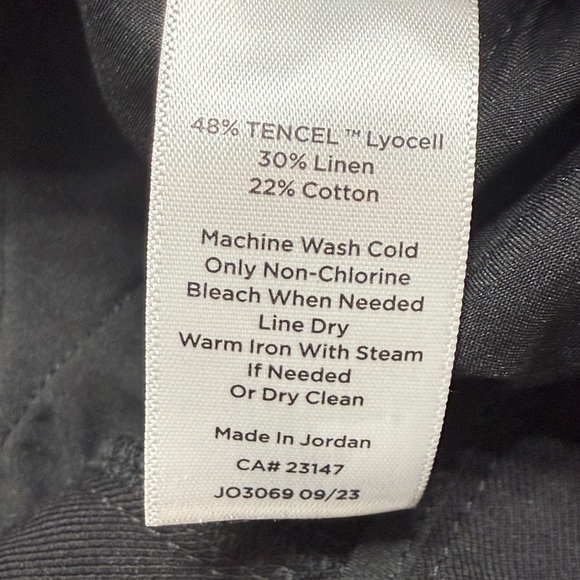 48% TENCEL™ Lyocell
30% Linen
22% Cotton
Machine Wash Cold
Only Non-Chlorine
Bleach When Needed
Line Dry
Warm Iron With Steam
If Needed
Or Dry Clean
Made In Jordan
CA# 23147
JO3069 09/23